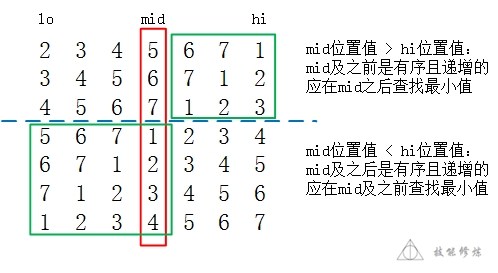 lo mid hi
2 3 4 5 6 7 1
3 4 5 6 7 1 2
4 5 6 7 1 2 3
5 6 7 1 2 3 4
6 7 1 2 3 4 5
7 1 2 3 4 5 6
1 2 3 4 5 6 7
mid位置值 > hi位置值：
mid及之前是有序且递增的
应在mid之后查找最小值
mid位置值 < hi位置值：
mid及之后是有序且递增的
应在mid及之前查找最小值
技能修炼